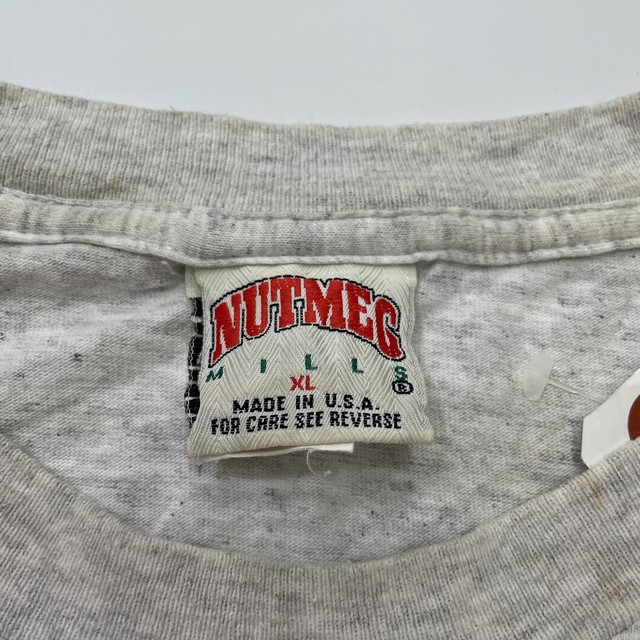 NUTMEG
MILLS®
XL
MADE IN U.S.A.
FOR CARE SEE REVERSE